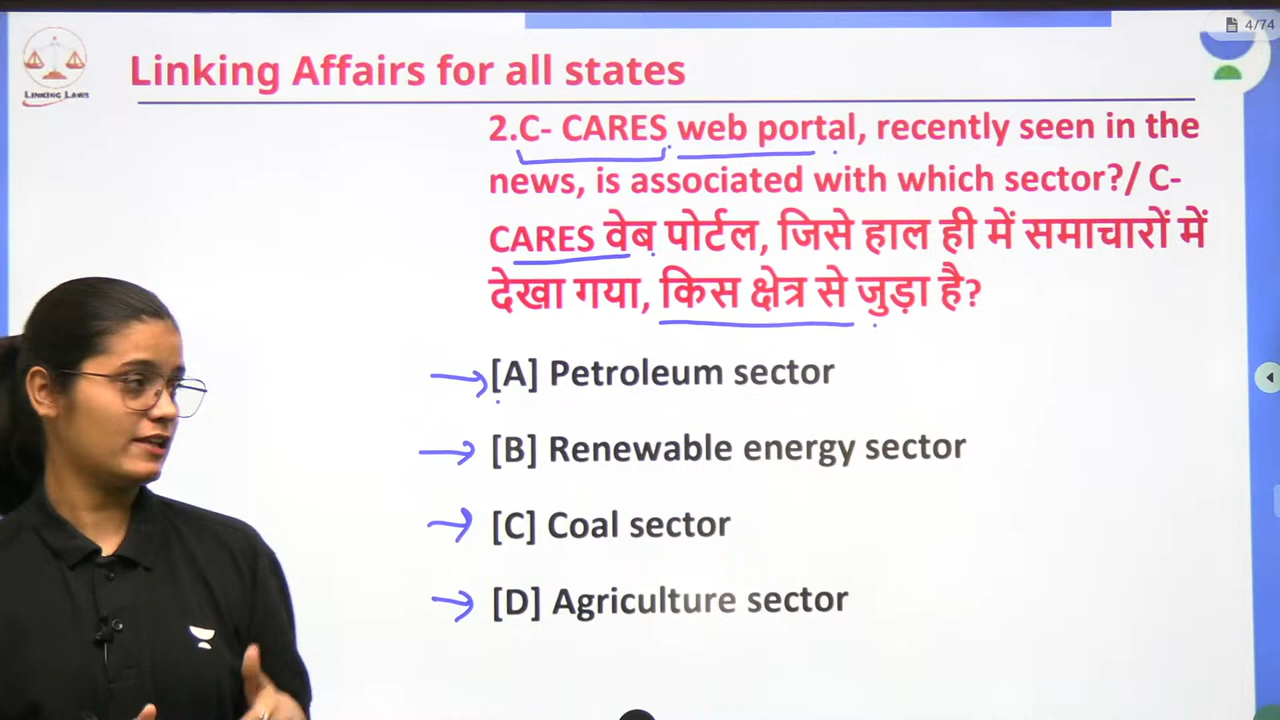 4/74
LINKING LAWS
Linking Affairs for all states
2.C- CARES web portal, recently seen in the
news, is associated with which sector?/ C-
CARES वेब पोर्टल, जिसे हाल ही में समाचारों में
देखा गया, किस क्षेत्र से जुड़ा है?
[A] Petroleum sector
[B] Renewable energy sector
[C] Coal sector
[D] Agriculture sector